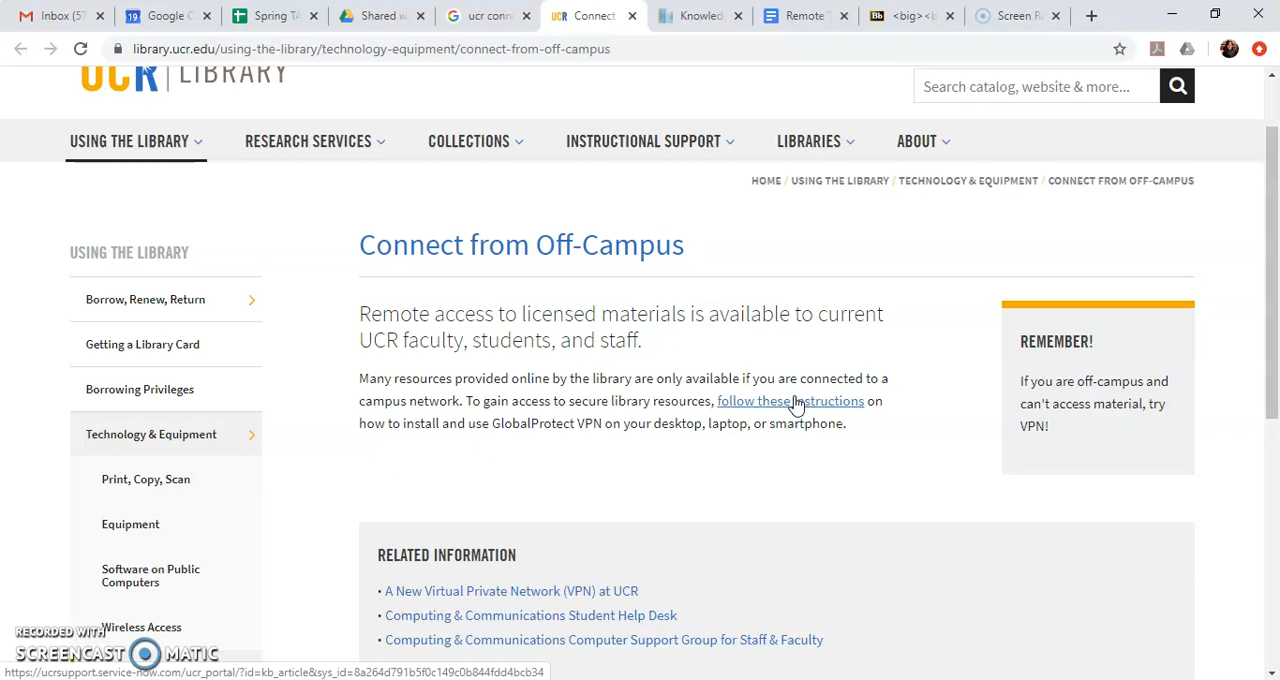 Inbox (57
Google C
Spring TA
Shared w
ucr conn
Connect
Knowled
Remote T
Bb <big><b
Screen Re
library.ucr.edu/using-the-library/technology-equipment/connect-from-off-campus
UCR | LIBRARY
Search catalog, website & more...
USING THE LIBRARY RESEARCH SERVICES COLLECTIONS INSTRUCTIONAL SUPPORT LIBRARIES ABOUT
HOME / USING THE LIBRARY / TECHNOLOGY & EQUIPMENT / CONNECT FROM OFF-CAMPUS
USING THE LIBRARY
Borrow, Renew, Return
Getting a Library Card
Borrowing Privileges
Technology & Equipment
Print, Copy, Scan
Equipment
Software on Public
Computers
Wireless Access
Connect from Off-Campus
Remote access to licensed materials is available to current
UCR faculty, students, and staff.
Many resources provided online by the library are only available if you are connected to a
campus network. To gain access to secure library resources, follow these instructions on
how to install and use GlobalProtect VPN on your desktop, laptop, or smartphone.
REMEMBER!
If you are off-campus and
can't access material, try
VPN!
RELATED INFORMATION
• A New Virtual Private Network (VPN) at UCR
• Computing & Communications Student Help Desk
• Computing & Communications Computer Support Group for Staff & Faculty
RECORDED WITH
SCREENCAST MATIC
https://ucrsupport.service-now.com/ucr_portal/?id=kb_article&sys_id=8a264d791b5f0c149c0b844fdd4bcb34